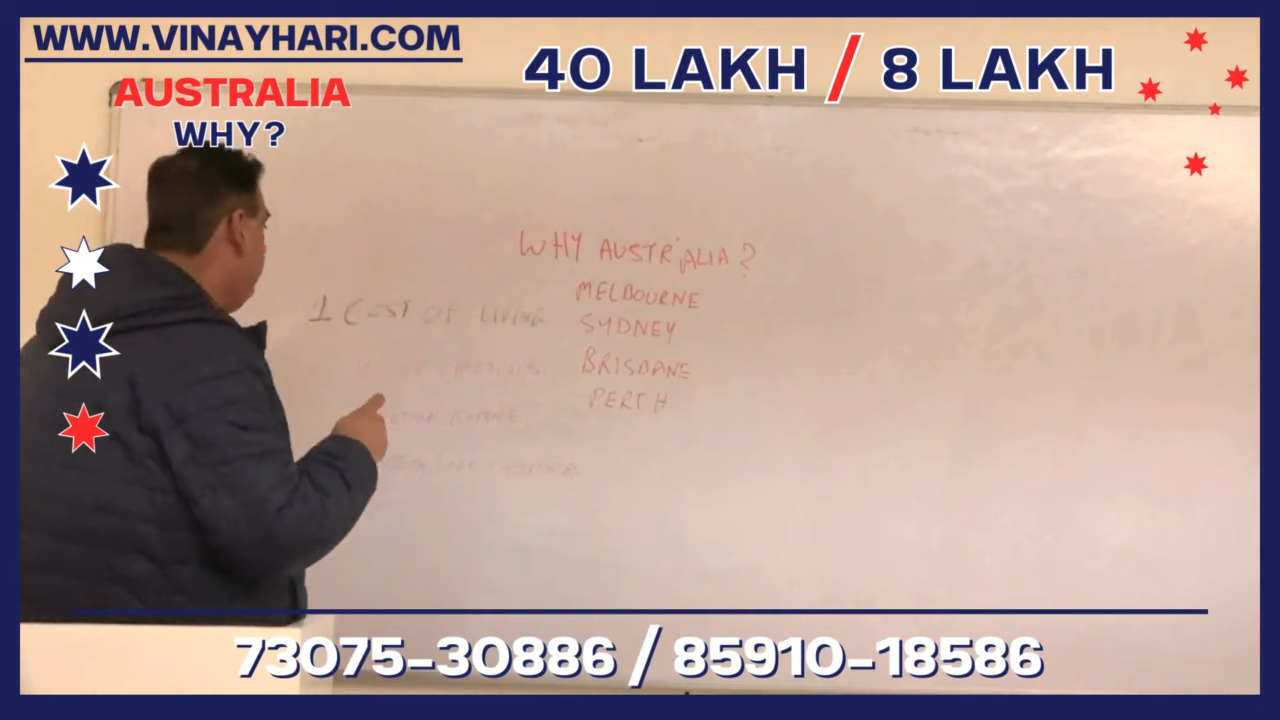 WWW.VINAYHARI.COM
40 LAKH / 8 LAKH
AUSTRALIA
WHY?
WHY AUSTRALIA?
MELBOURNE
1 COST OF LIVING
SYDNEY
BRISBANE
PERTH
73075-30886 / 85910-18586